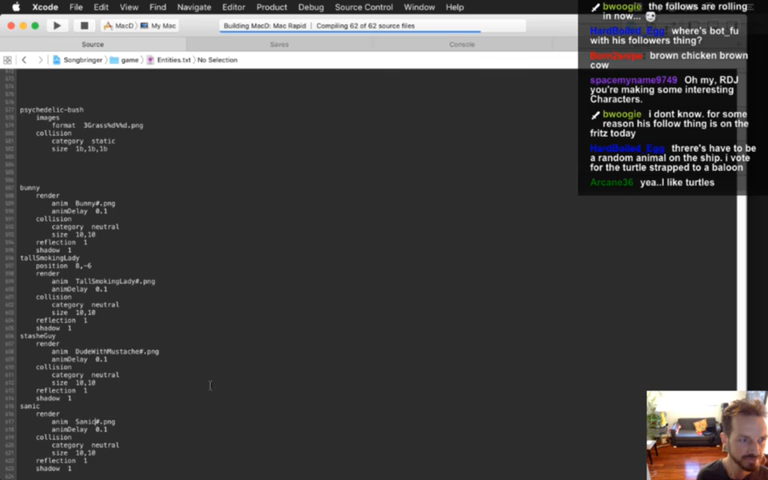 Xcode File Edit View Find Navigate Editor Product Debug Source Control Window Help
MacD My Mac
Building MacD: Mac Rapid | Compiling 62 of 62 source files
Source Saves Console
Songbringer game Entities.txt No Selection
psychedelic-bush
images
format 3Grass%d%%d.png
collision
category static
size 1b,1b,1b
bunny
render
anim Bunny#.png
animDelay 0.1
collision
category neutral
size 10,10
reflection 1
shadow 1
tallSmokingLady
position 8,-6
render
anim TallSmokingLady#.png
animDelay 0.1
collision
category neutral
size 10,10
reflection 1
shadow 1
stasheGuy
render
anim DudeWithMustache#.png
animDelay 0.1
collision
category neutral
size 10,10
reflection 1
shadow 1
sanic
render
anim Sanic#.png
animDelay 0.1
collision
category neutral
size 10,10
reflection 1
shadow 1
bwoogie the follows are rolling
in now...
HardBoiled_Egg where's bot_fu
with his followers thing?
brown chicken brown
cow
spacemyname9749 Oh my, RDJ
you're making some interesting
Characters.
bwoogie i dont know. for some
reason his follow thing is on the
fritz today
HardBoiled_Egg threre's have to be
a random animal on the ship. i vote
for the turtle strapped to a baloon
Arcane36 yea..I like turtles